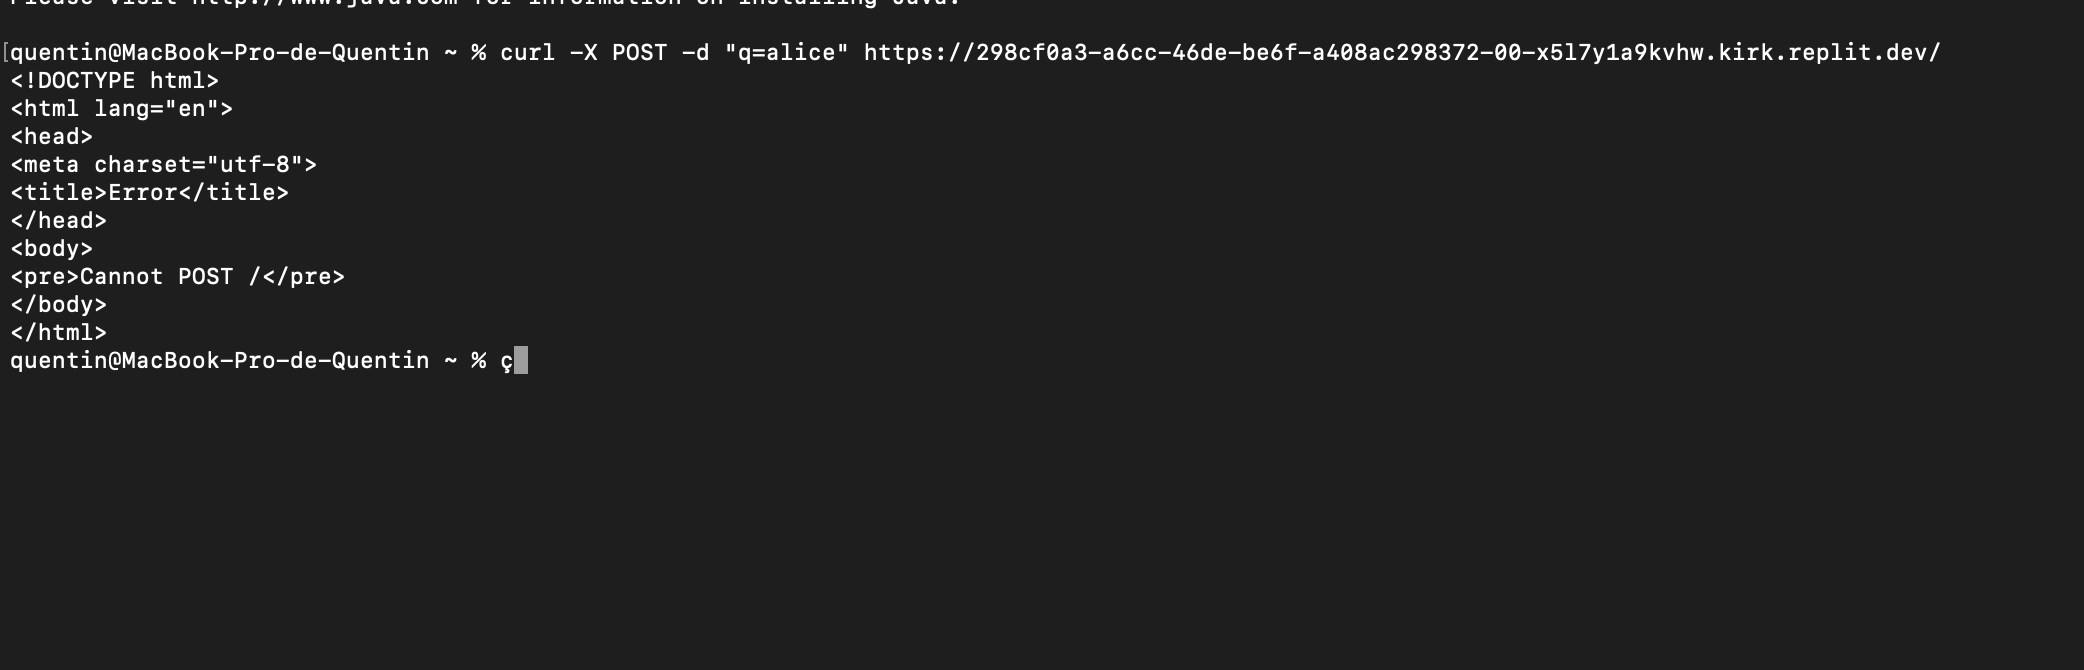 Please visit http://www.java.com for information on installing Java.
[quentin@MacBook-Pro-de-Quentin ~ % curl -X POST -d "q=alice" https://298cf0a3-a6cc-46de-be6f-a408ac298372-00-x5l7y1a9kvhw.kirk.replit.dev/
<!DOCTYPE html>
<html lang="en">
<head>
<meta charset="utf-8">
<title>Error</title>
</head>
<body>
<pre>Cannot POST /</pre>
</body>
</html>
quentin@MacBook-Pro-de-Quentin ~ % ç